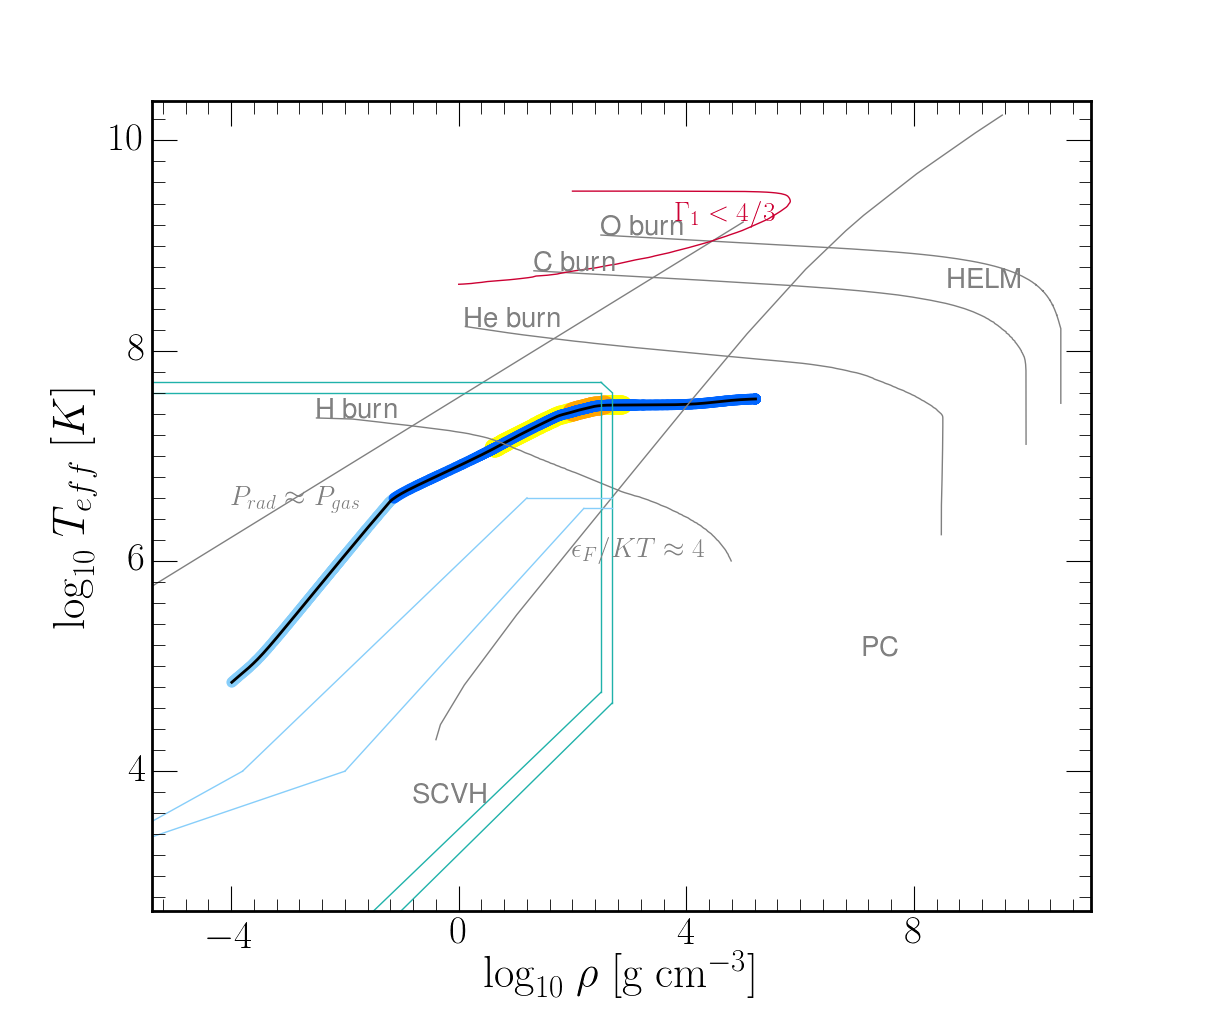 10
8
6
4
log₁₀ T_eff [K]
Γ₁ < 4/3
O burn
C burn
HELM
He burn
H burn
P_rad ≈ P_gas
ϵ_F/KT ≈ 4
PC
SCVH
−4 0 4 8
log₁₀ ρ [g cm⁻³]